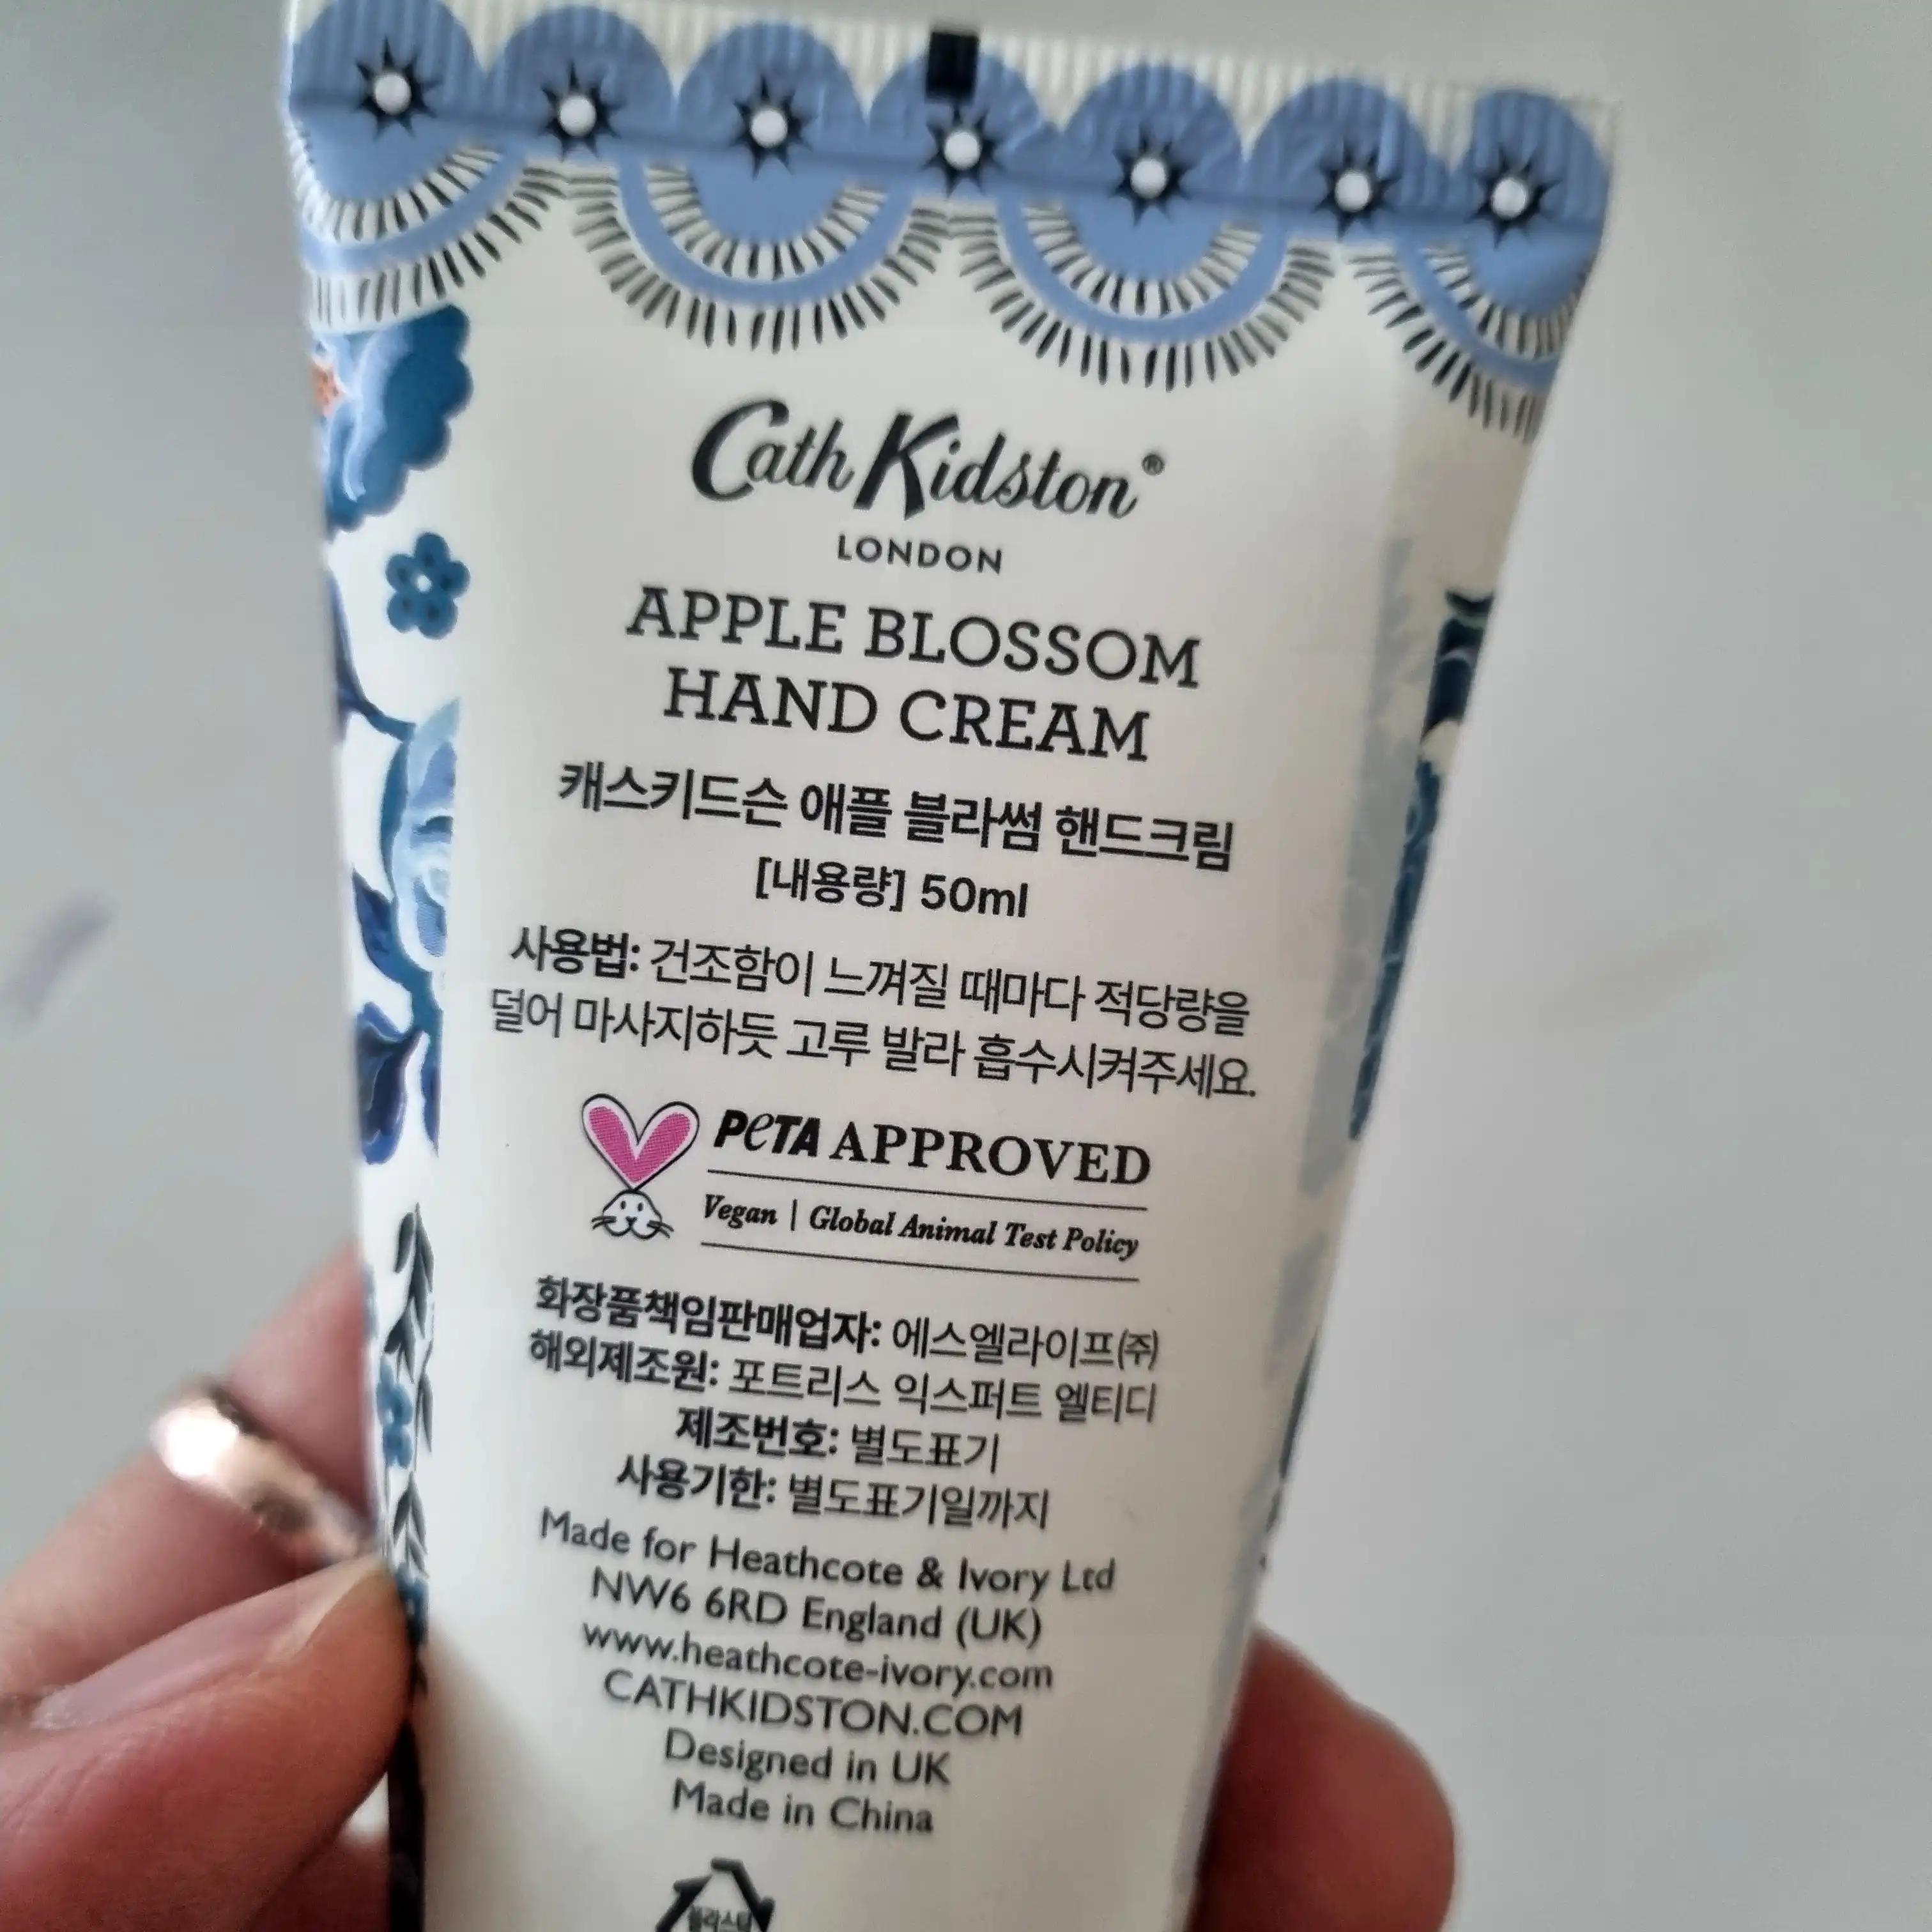 Cath Kidston®
LONDON
APPLE BLOSSOM
HAND CREAM
캐스키드슨 애플 블라썸 핸드크림
[내용량] 50ml
사용법: 건조함이 느껴질 때마다 적당량을
덜어 마사지하듯 고루 발라 흡수시켜주세요.
PETA APPROVED
Vegan | Global Animal Test Policy
화장품책임판매업자: 에스엘라이프㈜
해외제조원: 포트리스 익스퍼트 엘티디
제조번호: 별도표기
사용기한: 별도표기일까지
Made for Heathcote & Ivory Ltd
NW6 6RD England (UK)
www.heathcote-ivory.com
CATHKIDSTON.COM
Designed in UK
Made in China
플라스틱